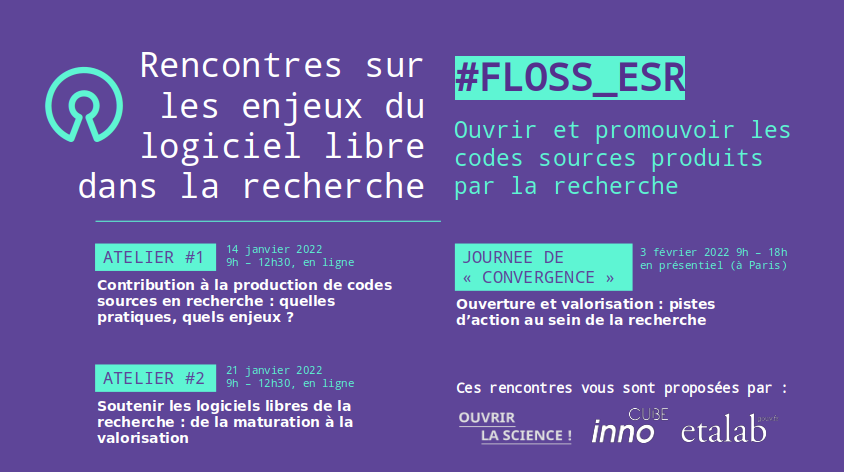 Rencontres sur
les enjeux du
logiciel libre
dans la recherche
#FLOSS_ESR
Ouvrir et promouvoir les
codes sources produits
par la recherche
ATELIER #1
14 janvier 2022
9h – 12h30, en ligne
Contribution à la production de codes
sources en recherche : quelles
pratiques, quels enjeux ?
ATELIER #2
21 janvier 2022
9h – 12h30, en ligne
Soutenir les logiciels libres de la
recherche : de la maturation à la
valorisation
JOURNEE DE
« CONVERGENCE »
3 février 2022 9h – 18h
en présentiel (à Paris)
Ouverture et valorisation : pistes
d’action au sein de la recherche
Ces rencontres vous sont proposées par :
OUVRIR
LA SCIENCE !
inno
CUBE
etalab
.gouv.fr